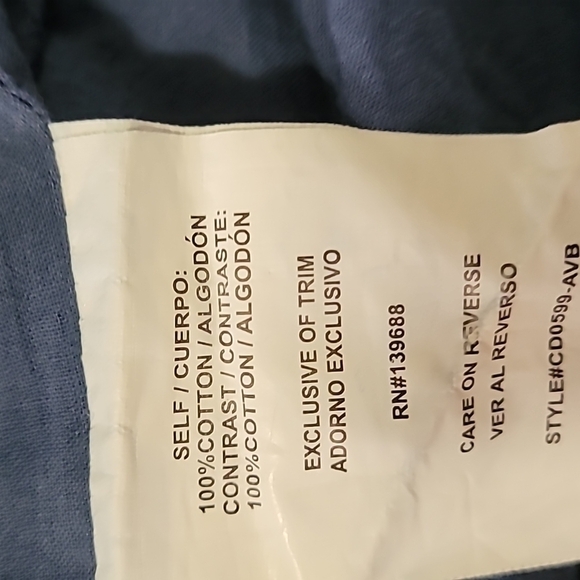 SELF / CUERPO:
100%COTTON / ALGODÓN
CONTRAST / CONTRASTE:
100%COTTON / ALGODÓN
EXCLUSIVE OF TRIM
ADORNO EXCLUSIVO
RN#139688
CARE ON REVERSE
VER AL REVERSO
STYLE#CD0599-AVB